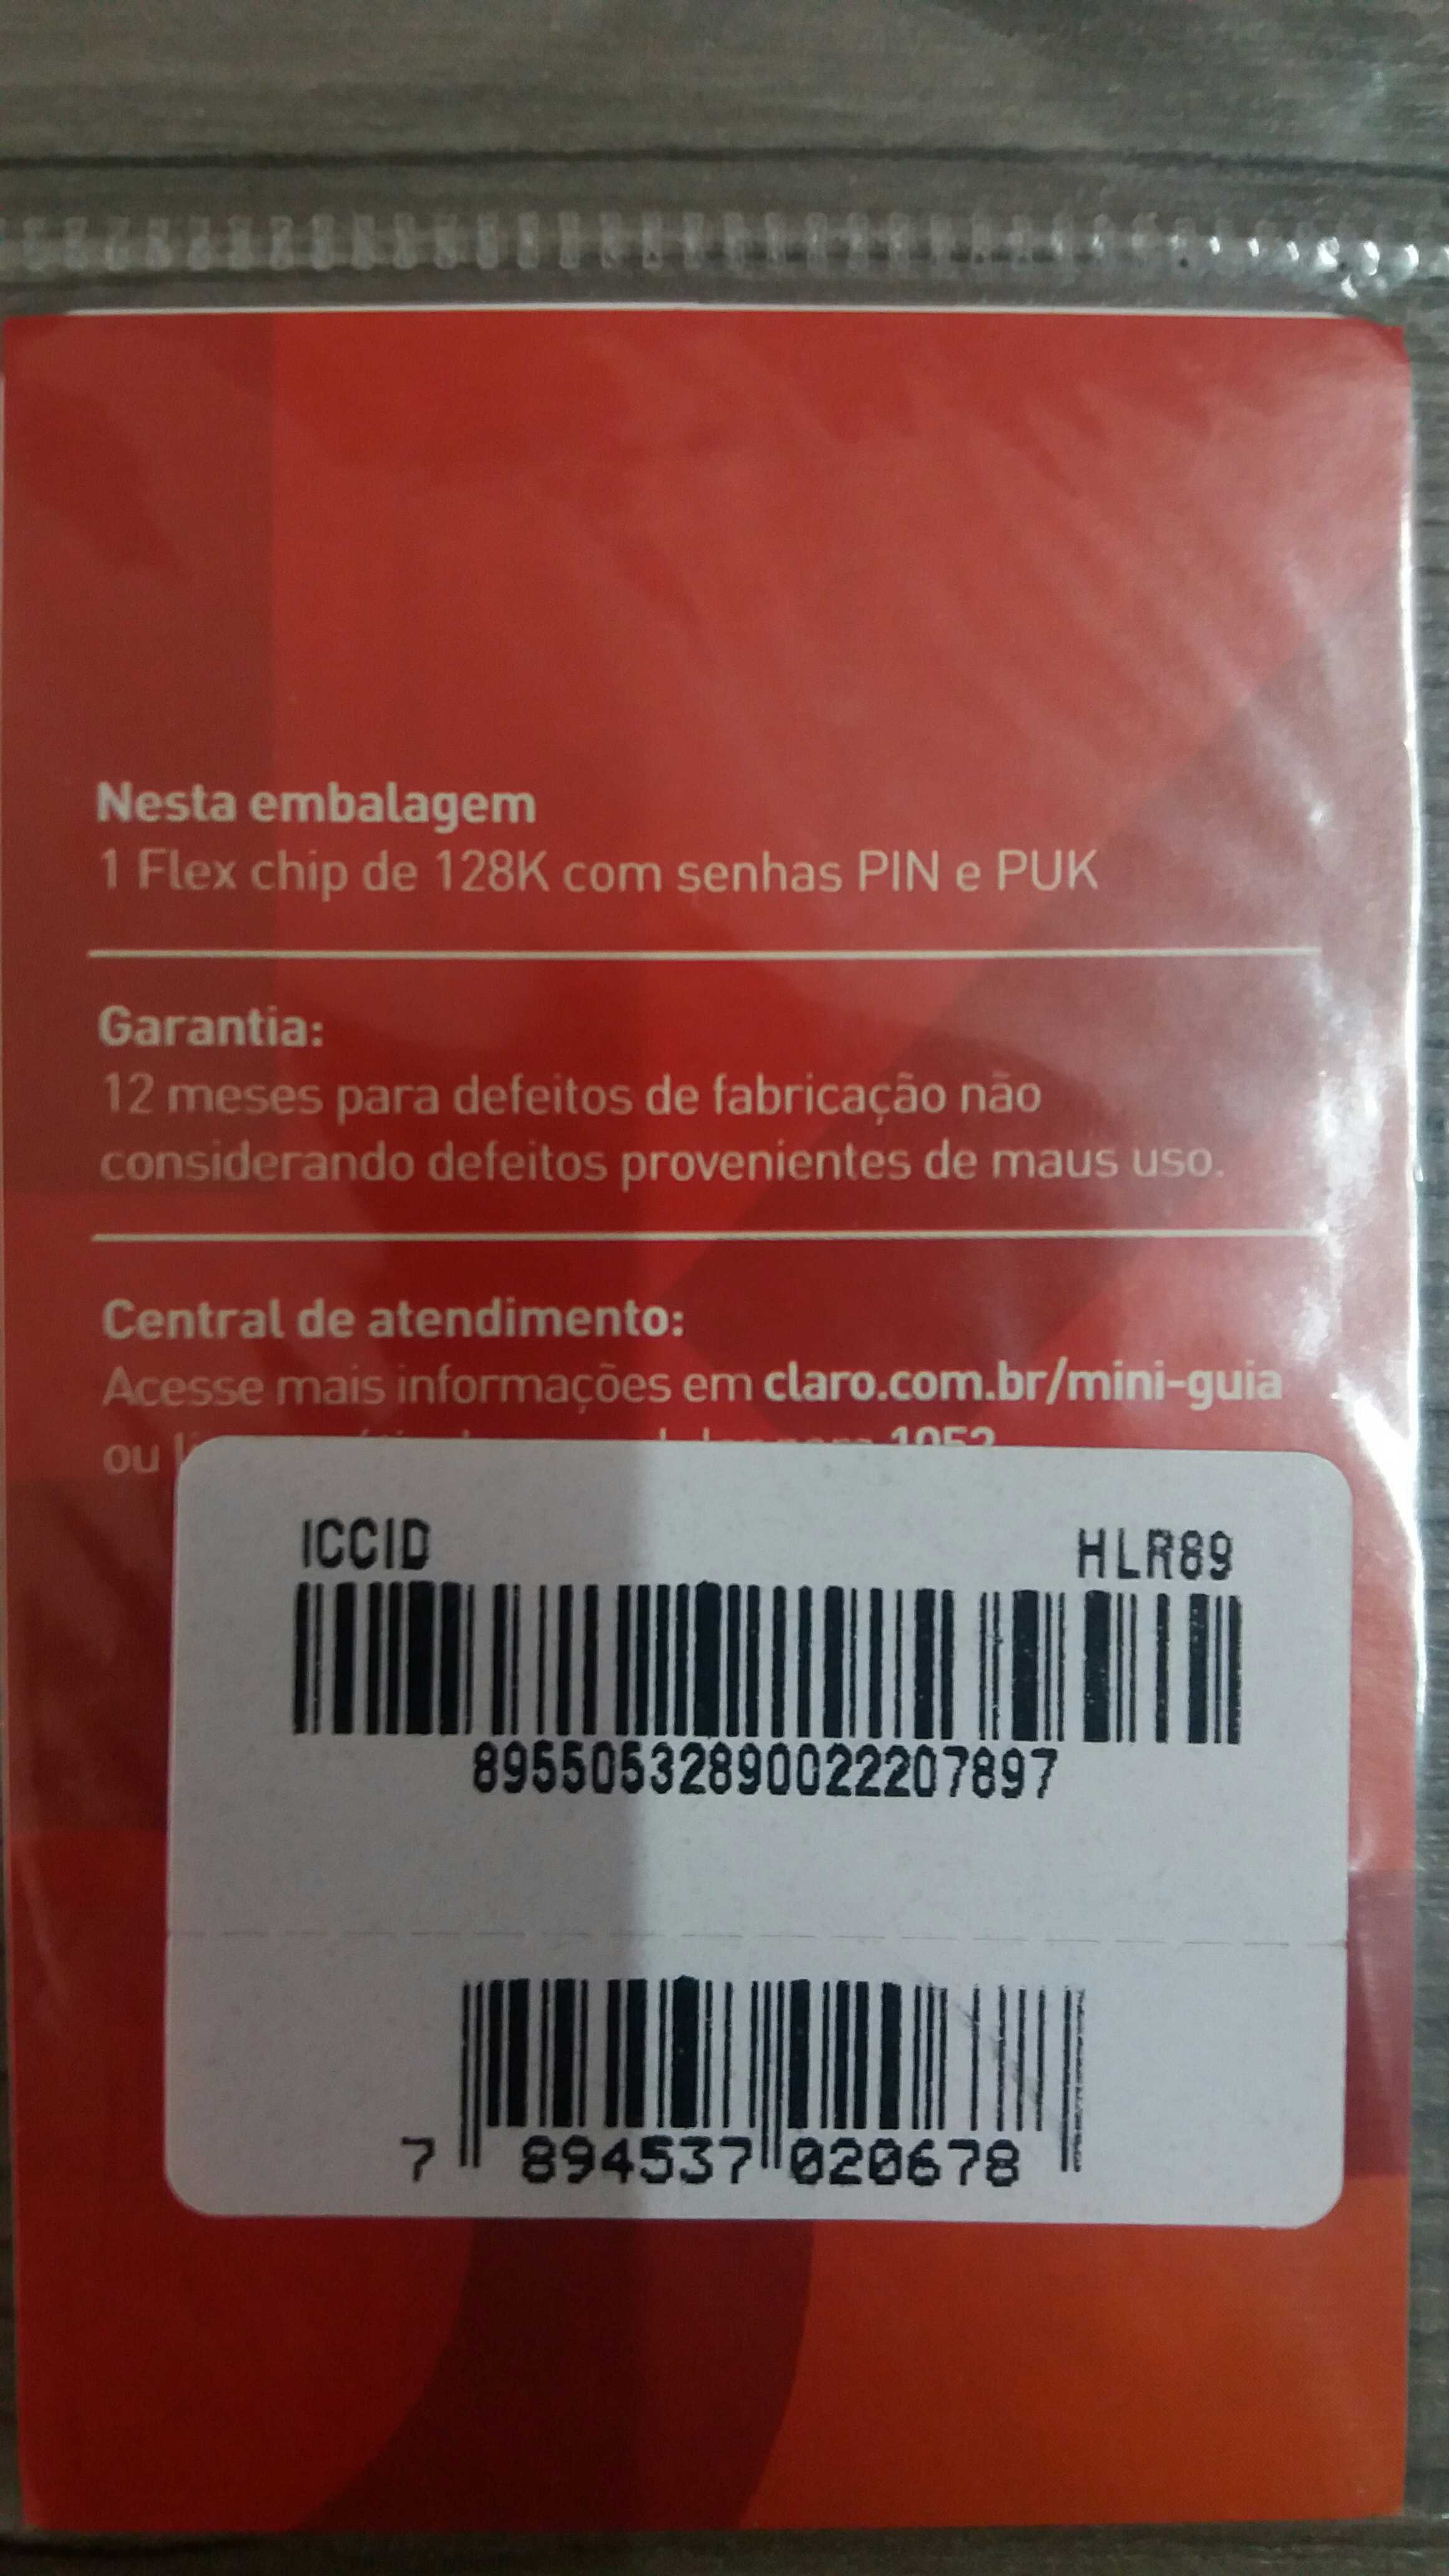 Nesta embalagem
1 Flex chip de 128K com senhas PIN e PUK
Garantia:
12 meses para defeitos de fabricação não
considerando defeitos provenientes de maus uso.
Central de atendimento:
Acesse mais informações em claro.com.br/mini-guia
ou 1052
ICCID HLR89
89550532890022207897
7 894537 020678